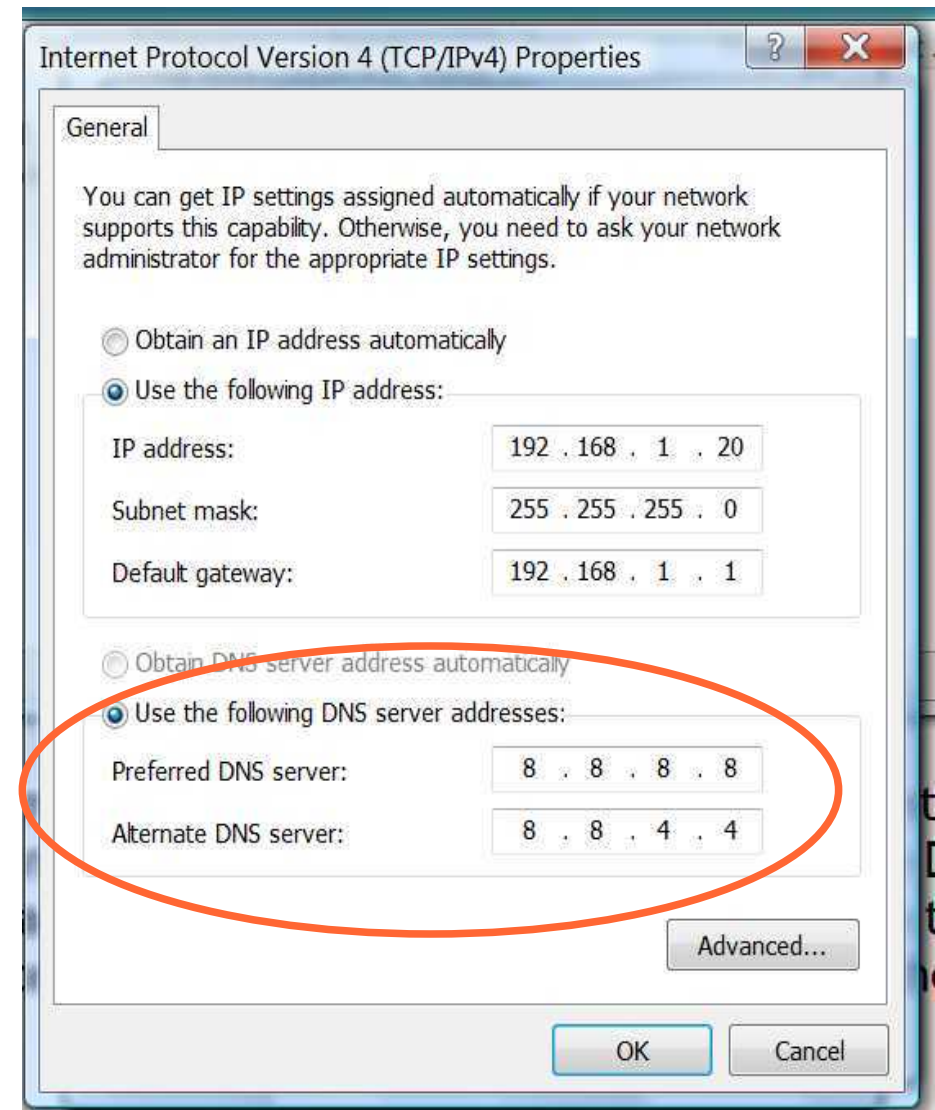 Internet Protocol Version 4 (TCP/IPv4) Properties
?
X
General
You can get IP settings assigned automatically if your network
supports this capability. Otherwise, you need to ask your network
administrator for the appropriate IP settings.
Obtain an IP address automatically
Use the following IP address:
IP address: 192 . 168 . 1 . 20
Subnet mask: 255 . 255 . 255 . 0
Default gateway: 192 . 168 . 1 . 1
Obtain DNS server address automatically
Use the following DNS server addresses:
Preferred DNS server: 8 . 8 . 8 . 8
Alternate DNS server: 8 . 8 . 4 . 4
Advanced...
OK Cancel